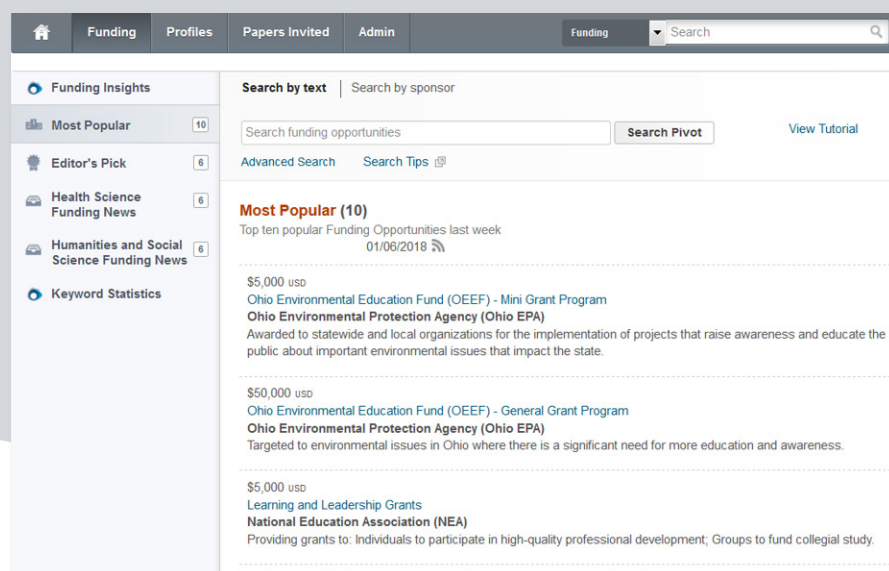 Funding Profiles Papers Invited Admin Funding Search
Funding Insights
Most Popular 10
Editor's Pick 6
Health Science 6
Funding News
Humanities and Social 6
Science Funding News
Keyword Statistics
Search by text Search by sponsor
Search funding opportunities Search Pivot View Tutorial
Advanced Search Search Tips
Most Popular (10)
Top ten popular Funding Opportunities last week
01/06/2018
$5,000 USD
Ohio Environmental Education Fund (OEEF) - Mini Grant Program
Ohio Environmental Protection Agency (Ohio EPA)
Awarded to statewide and local organizations for the implementation of projects that raise awareness and educate the
public about important environmental issues that impact the state.
$50,000 USD
Ohio Environmental Education Fund (OEEF) - General Grant Program
Ohio Environmental Protection Agency (Ohio EPA)
Targeted to environmental issues in Ohio where there is a significant need for more education and awareness.
$5,000 USD
Learning and Leadership Grants
National Education Association (NEA)
Providing grants to: Individuals to participate in high-quality professional development; Groups to fund collegial study.